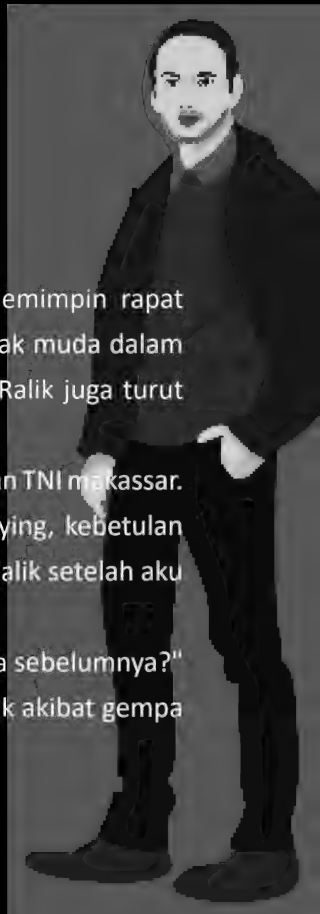 emimpin rapat
ak muda dalam
Ralik juga turut
n TNI makassar.
ying, kebetulan
alik setelah aku
a sebelumnya?"
k akibat gempa